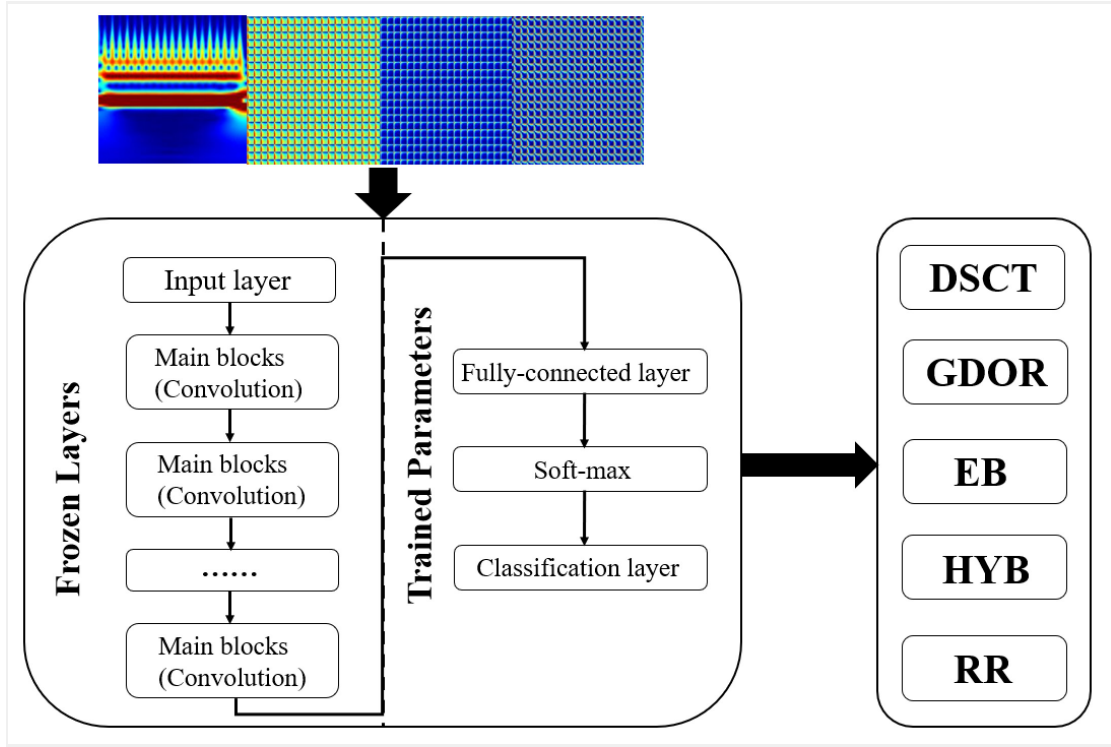 Input layer
Main blocks
(Convolution)
Main blocks
(Convolution)
......
Main blocks
(Convolution)
Frozen Layers
Trained Parameters
Fully-connected layer
Soft-max
Classification layer
DSCT
GDOR
EB
HYB
RR